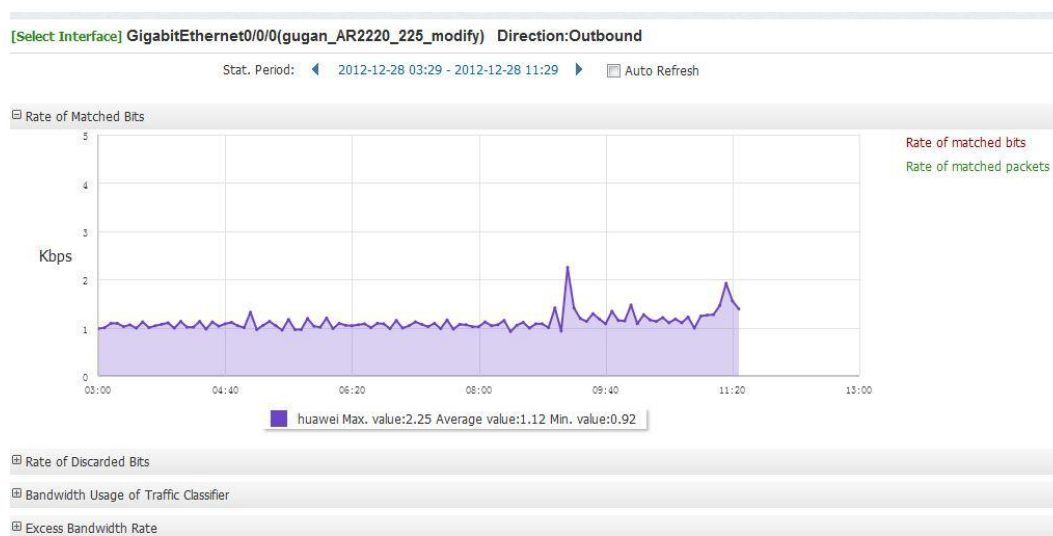 [Select Interface] GigabitEthernet0/0/0(gugan_AR2220_225_modify) Direction:Outbound
Stat. Period: 2012-12-28 03:29 - 2012-12-28 11:29 Auto Refresh
Rate of Matched Bits
5
4
3
2
1
0
Kbps
03:00 04:40 06:20 08:00 09:40 11:20 13:00
Rate of matched bits
Rate of matched packets
huawei Max. value:2.25 Average value:1.12 Min. value:0.92
Rate of Discarded Bits
Bandwidth Usage of Traffic Classifier
Excess Bandwidth Rate